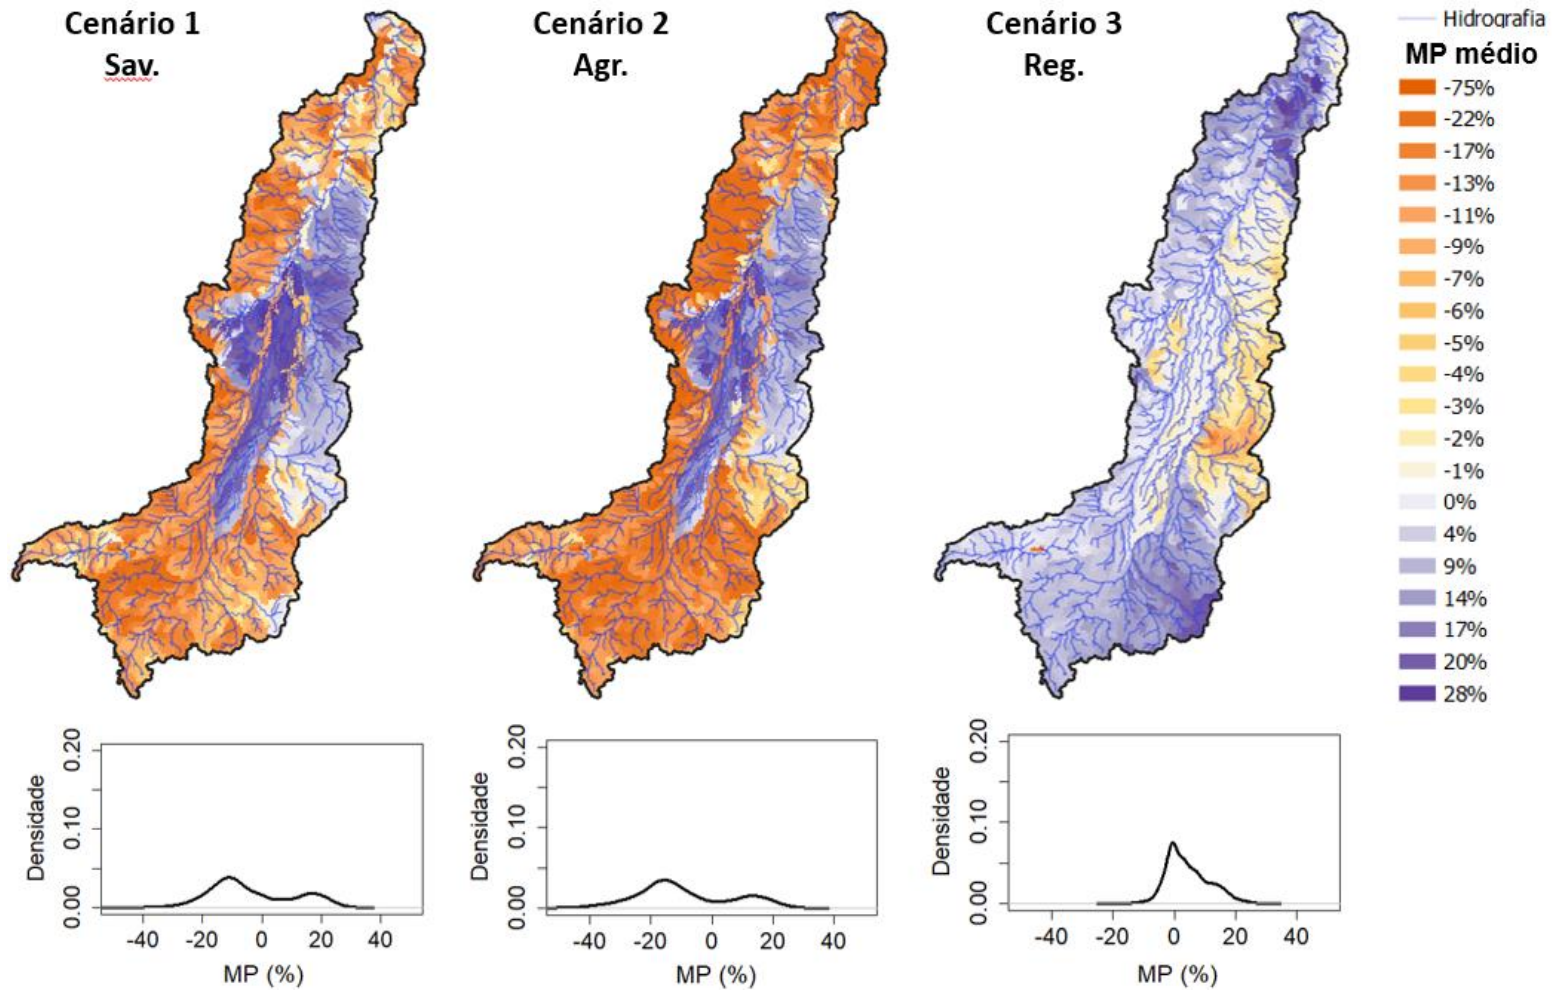 Cenário 1
Sav.
Cenário 2
Agr.
Cenário 3
Reg.
Hidrografia
MP médio
-75%
-22%
-17%
-13%
-11%
-9%
-7%
-6%
-5%
-4%
-3%
-2%
-1%
0%
4%
9%
14%
17%
20%
28%
Densidade
0.20
0.10
0.00
-40 -20 0 20 40
MP (%)
Densidade
0.20
0.10
0.00
-40 -20 0 20 40
MP (%)
Densidade
0.20
0.10
0.00
-40 -20 0 20 40
MP (%)